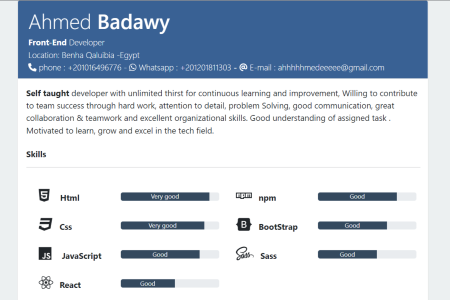 Ahmed Badawy
Front-End Developer
Location: Benha Qaluibia -Egypt
phone : +201016496776 - Whatsapp : +201201811303 - E-mail : ahhhhhmedeeeee@gmail.com
Self taught developer with unlimited thirst for continuous learning and improvement, Willing to contribute
to team success through hard work, attention to detail, problem Solving, good communication, great
collaboration & teamwork and excellent organizational skills. Good understanding of assigned task .
Motivated to learn, grow and excel in the tech field.
Skills
Html Very good npm Good
Css Very good B BootStrap Good
JS JavaScript Good Sass Sass Good
React Good